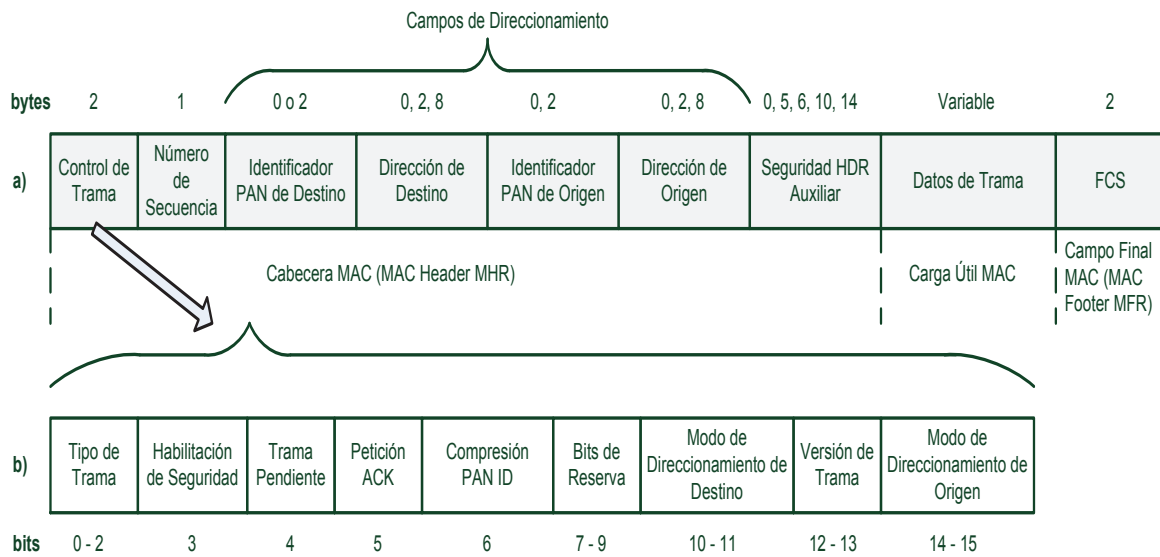 Campos de Direccionamiento
bytes 2 1 0 o 2 0, 2, 8 0, 2 0, 2, 8 0, 5, 6, 10, 14 Variable 2
a)
Control de
Trama
Número
de
Secuencia
Identificador
PAN de Destino
Dirección de
Destino
Identificador
PAN de Origen
Dirección de
Origen
Seguridad HDR
Auxiliar
Datos de Trama
FCS
Cabecera MAC (MAC Header MHR)
Carga Útil MAC
Campo Final
MAC (MAC
Footer MFR)
b)
Tipo de
Trama
Habilitación
de Seguridad
Trama
Pendiente
Petición
ACK
Compresión
PAN ID
Bits de
Reserva
Modo de
Direccionamiento de
Destino
Versión de
Trama
Modo de
Direccionamiento de
Origen
bits 0 - 2 3 4 5 6 7 - 9 10 - 11 12 - 13 14 - 15